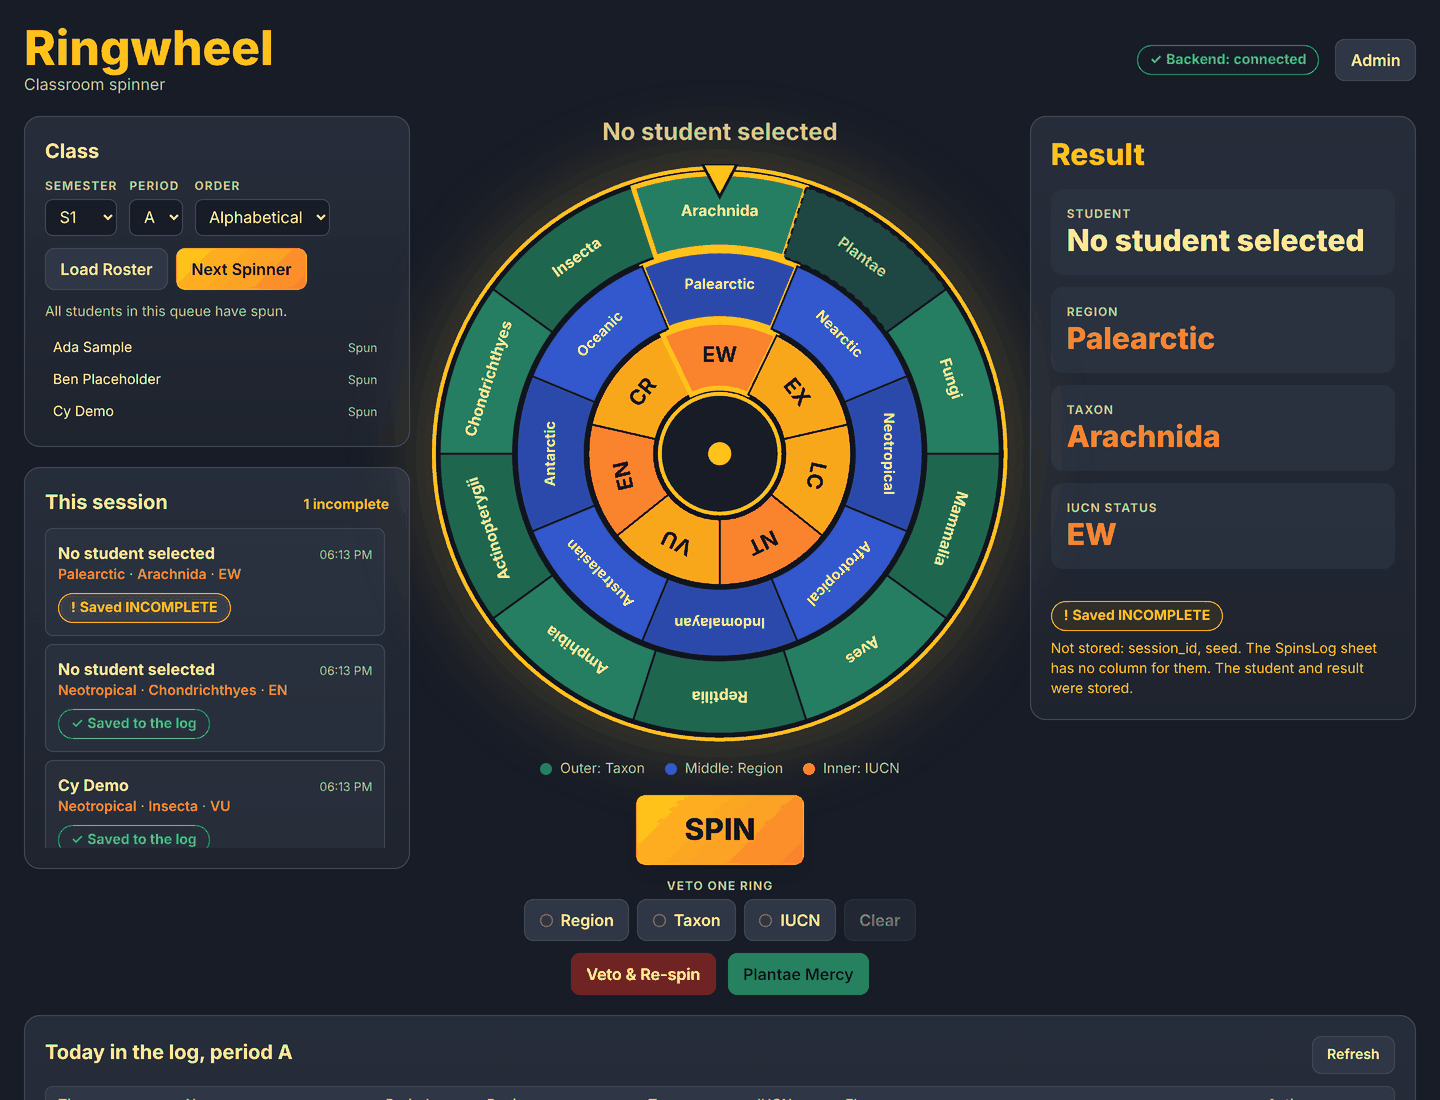 Ringwheel
Classroom spinner
✓ Backend: connected
Admin
Class
SEMESTER PERIOD ORDER
S1 A Alphabetical
Load Roster Next Spinner
All students in this queue have spun.
Ada Sample Spun
Ben Placeholder Spun
Cy Demo Spun
This session 1 incomplete
No student selected 06:13 PM
Palearctic · Arachnida · EW
! Saved INCOMPLETE
No student selected 06:13 PM
Neotropical · Chondrichthyes · EN
✓ Saved to the log
Cy Demo 06:13 PM
Neotropical · Insecta · VU
✓ Saved to the log
No student selected
Arachnida
Plantae
Fungi
Mammalia
Aves
Reptilia
Amphibia
Actinopterygii
Chondrichthyes
Insecta
Palearctic
Nearctic
Neotropical
Afrotropical
Indomalayan
Australasian
Antarctic
Oceanic
EW
EX
LC
NT
VU
EN
CR
Outer: Taxon Middle: Region Inner: IUCN
SPIN
VETO ONE RING
Region Taxon IUCN Clear
Veto & Re-spin Plantae Mercy
Result
STUDENT
No student selected
REGION
Palearctic
TAXON
Arachnida
IUCN STATUS
EW
! Saved INCOMPLETE
Not stored: session_id, seed. The SpinsLog sheet
has no column for them. The student and result
were stored.
Today in the log, period A
Refresh